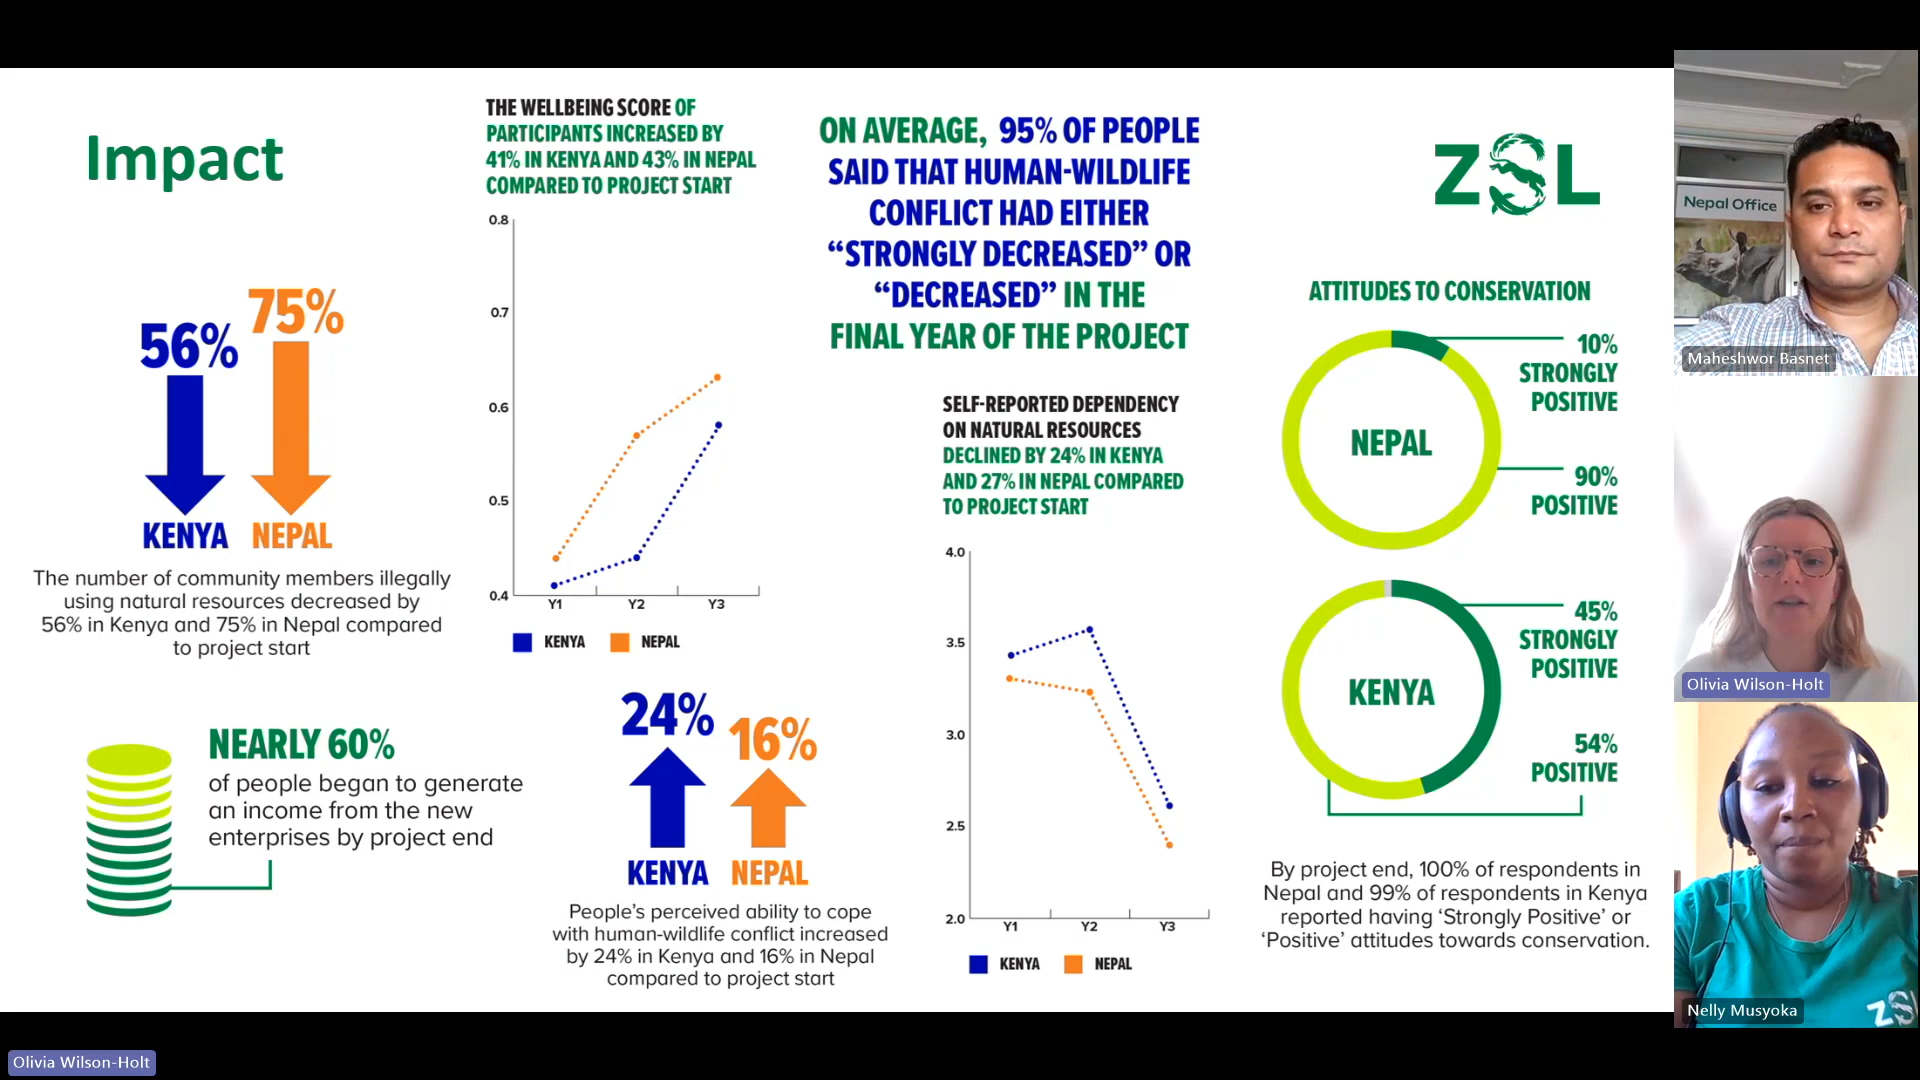 Impact
56%
75%
KENYA
NEPAL
The number of community members illegally
using natural resources decreased by
56% in Kenya and 75% in Nepal compared
to project start
NEARLY 60%
of people began to generate
an income from the new
enterprises by project end
THE WELLBEING SCORE OF
PARTICIPANTS INCREASED BY
41% IN KENYA AND 43% IN NEPAL
COMPARED TO PROJECT START
0.8
0.7
0.6
0.5
0.4
Y1
Y2
Y3
KENYA
NEPAL
24%
16%
KENYA
NEPAL
People’s perceived ability to cope
with human-wildlife conflict increased
by 24% in Kenya and 16% in Nepal
compared to project start
ON AVERAGE, 95% OF PEOPLE
SAID THAT HUMAN-WILDLIFE
CONFLICT HAD EITHER
“STRONGLY DECREASED” OR
“DECREASED” IN THE
FINAL YEAR OF THE PROJECT
SELF-REPORTED DEPENDENCY
ON NATURAL RESOURCES
DECLINED BY 24% IN KENYA
AND 27% IN NEPAL COMPARED
TO PROJECT START
4.0
3.5
3.0
2.5
2.0
Y1
Y2
Y3
KENYA
NEPAL
ZSL
ATTITUDES TO CONSERVATION
NEPAL
10%
STRONGLY
POSITIVE
90%
POSITIVE
KENYA
45%
STRONGLY
POSITIVE
54%
POSITIVE
By project end, 100% of respondents in
Nepal and 99% of respondents in Kenya
reported having ‘Strongly Positive’ or
‘Positive’ attitudes towards conservation.
Nepal Office
Maheshwor Basnet
Olivia Wilson-Holt
ZS
Nelly Musyoka
Olivia Wilson-Holt